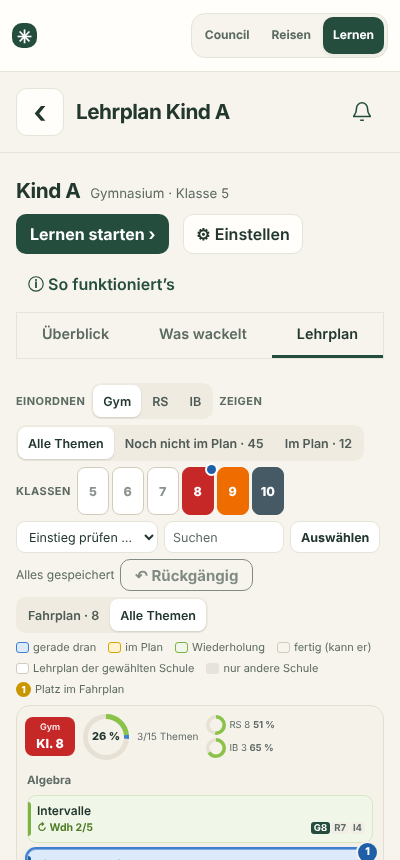 Council Reisen Lernen
‹ Lehrplan Kind A
Kind A Gymnasium · Klasse 5
Lernen starten › ⚙ Einstellen
ⓘ So funktioniert’s
Überblick Was wackelt Lehrplan
EINORDNEN Gym RS IB ZEIGEN
Alle Themen Noch nicht im Plan · 45 Im Plan · 12
KLASSEN 5 6 7 8 9 10
Einstieg prüfen ... Suchen Auswählen
Alles gespeichert ↶ Rückgängig
Fahrplan · 8 Alle Themen
gerade dran im Plan Wiederholung fertig (kann er)
Lehrplan der gewählten Schule nur andere Schule
1 Platz im Fahrplan
Gym
Kl. 8 26 % 3/15 Themen RS 8 51 %
IB 3 65 %
Algebra
Intervalle
↻ Wdh 2/5 G8 R7 I4
1